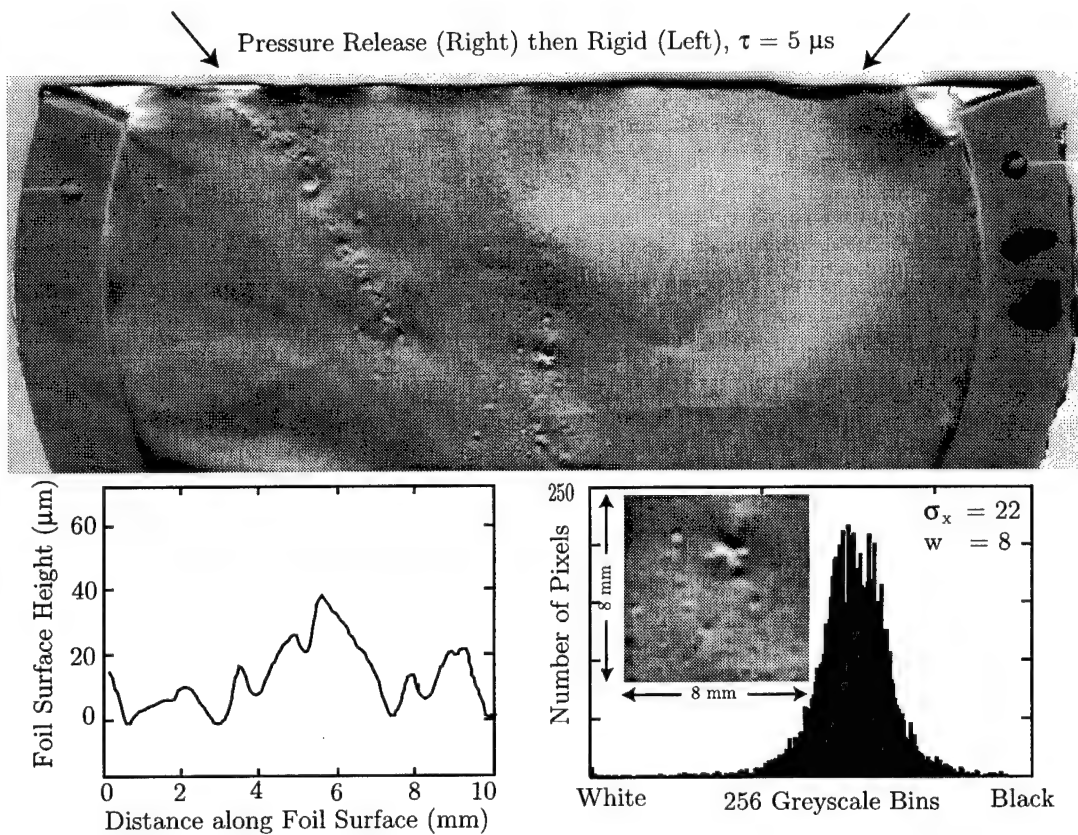 Pressure Release (Right) then Rigid (Left), τ = 5 μs
Foil Surface Height (μm)
60
40
20
0
0 2 4 6 8 10
Distance along Foil Surface (mm)
Number of Pixels
250
8 mm
8 mm
σx = 22
w = 8
White 256 Greyscale Bins Black